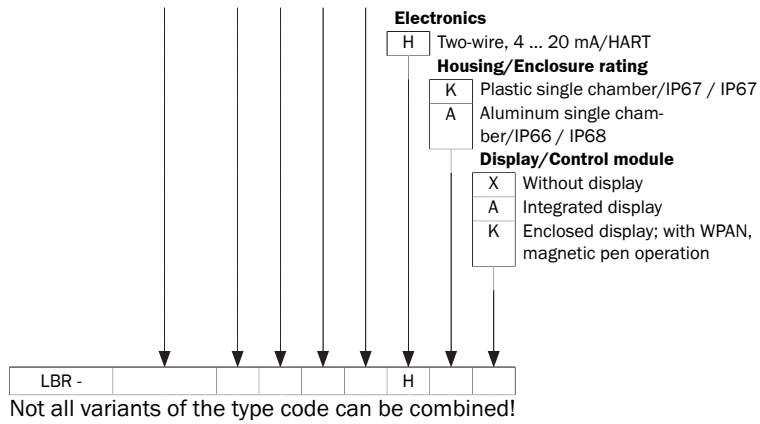 Electronics
H Two-wire, 4 ... 20 mA/HART
Housing/Enclosure rating
K Plastic single chamber/IP67 / IP67
A Aluminum single cham-
ber/IP66 / IP68
Display/Control module
X Without display
A Integrated display
K Enclosed display; with WPAN,
magnetic pen operation
LBR - H
Not all variants of the type code can be combined!